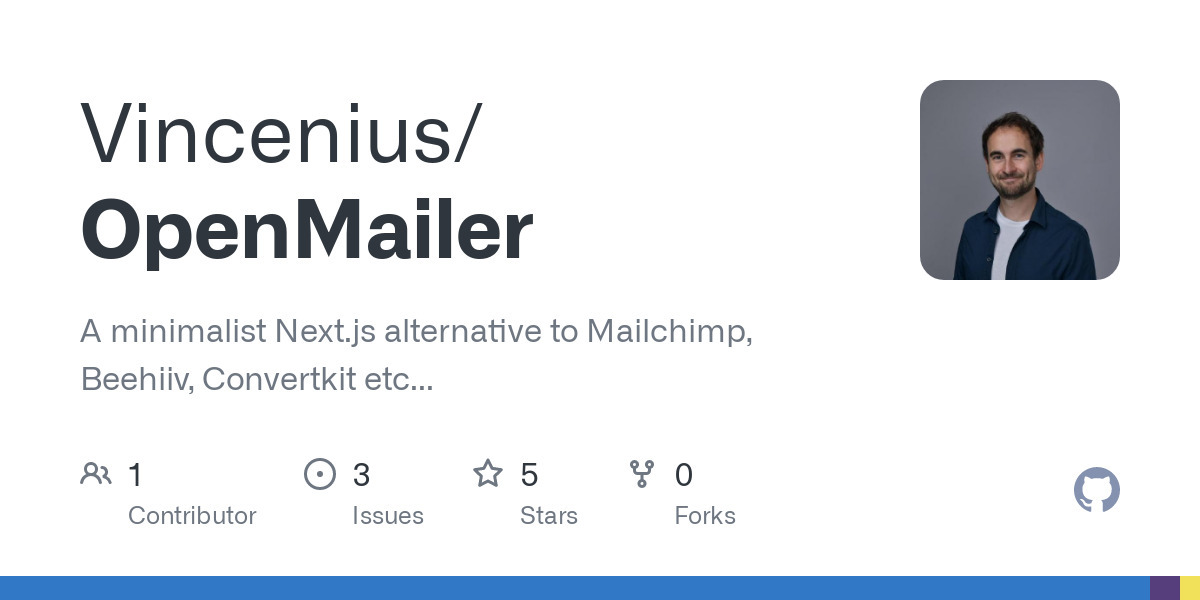 Vincenius/
OpenMailer
A minimalist Next.js alternative to Mailchimp,
Beehiiv, Convertkit etc...
1 3 5 0
Contributor Issues Stars Forks